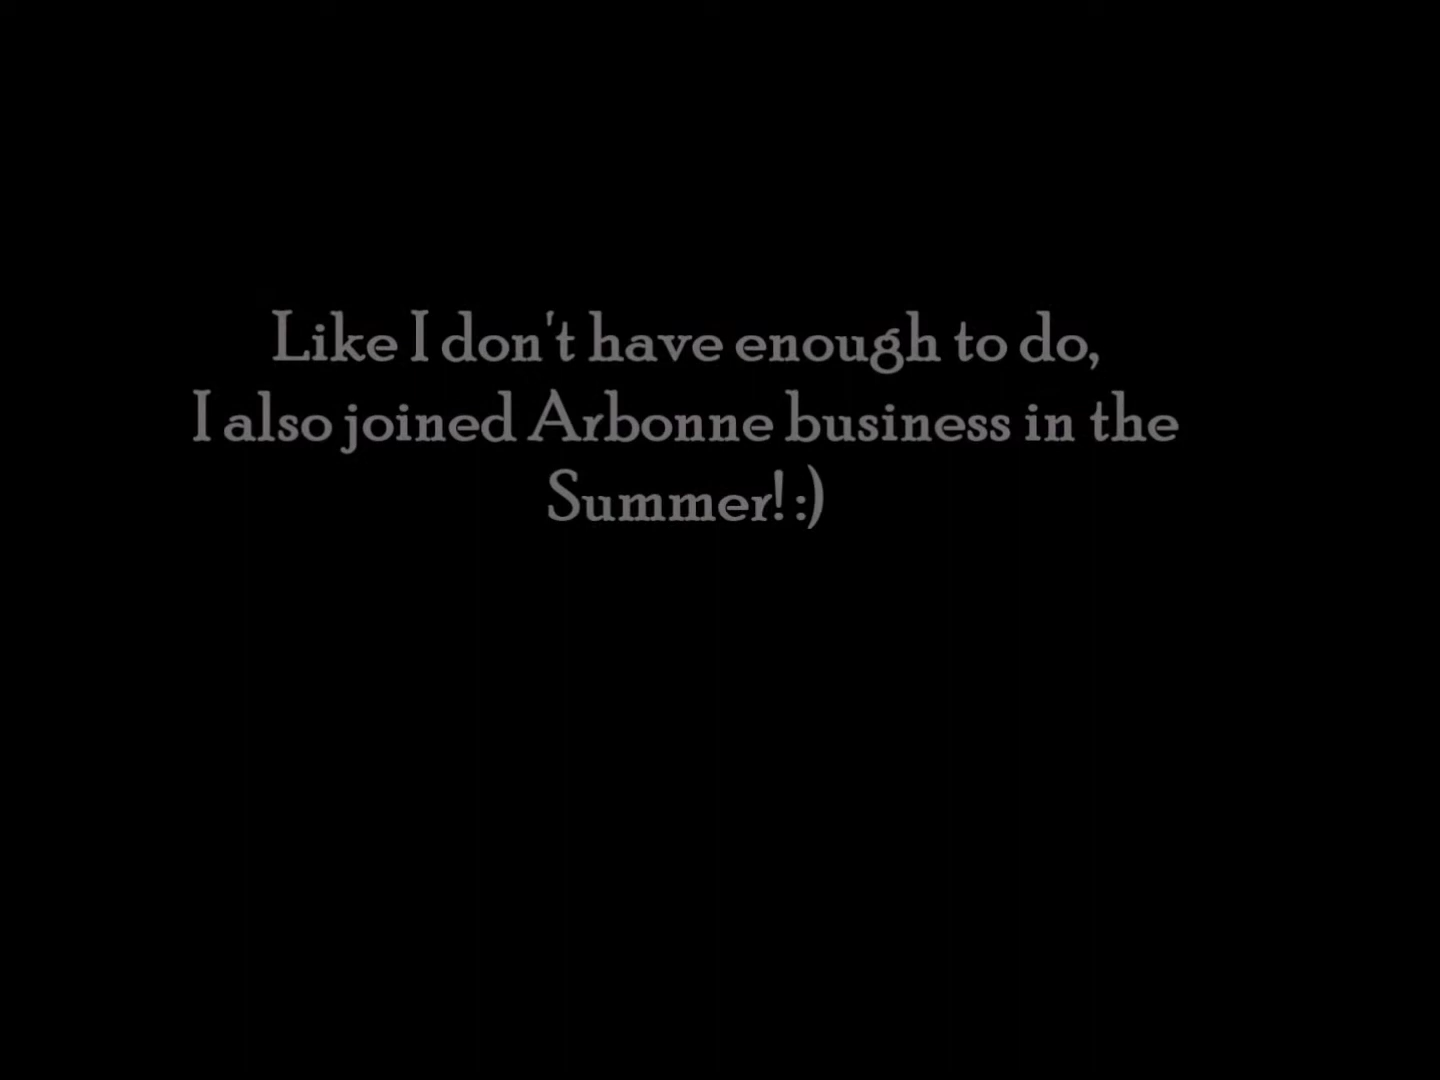 Like I don't have enough to do,
I also joined Arbonne business in the
Summer! :)